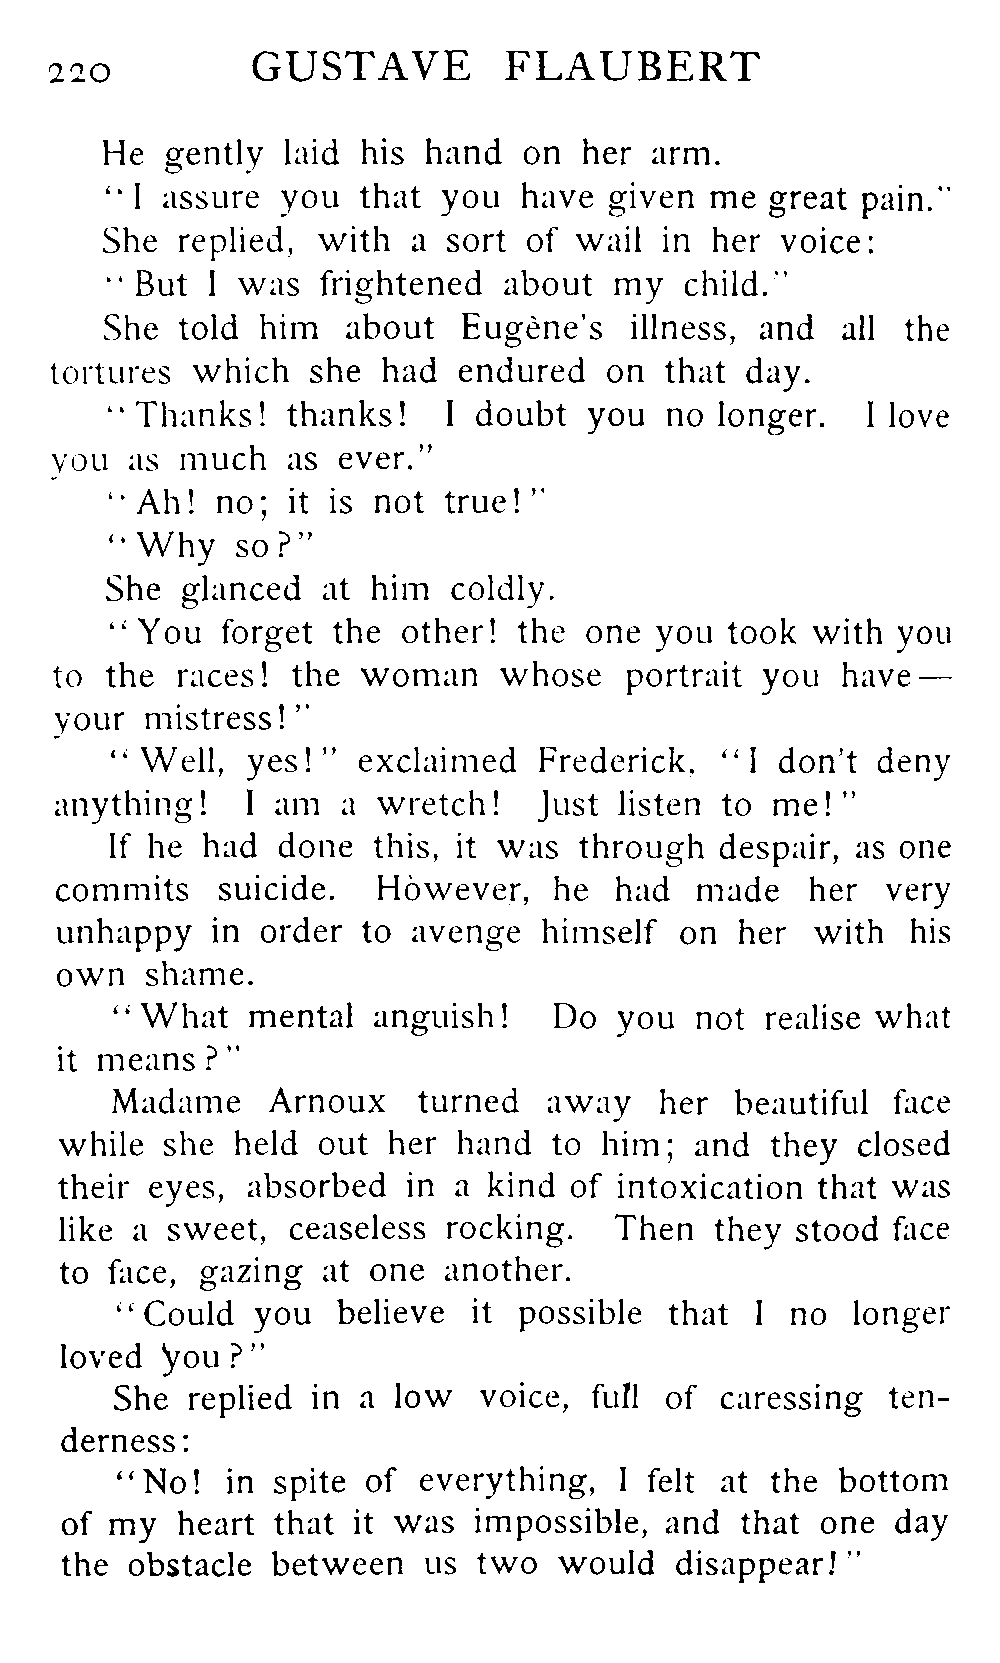 220 GUSTAVE FLAUBERT
He gently laid his hand on her arm.
“I assure you that you have given me great pain.”
She replied, with a sort of wail in her voice:
“But I was frightened about my child.”
She told him about Eugène's illness, and all the
tortures which she had endured on that day.
“Thanks! thanks! I doubt you no longer. I love
you as much as ever.”
“Ah! no; it is not true!”
“Why so?”
She glanced at him coldly.
“You forget the other! the one you took with you
to the races! the woman whose portrait you have—
your mistress!”
“Well, yes!” exclaimed Frederick, “I don't deny
anything! I am a wretch! Just listen to me!”
If he had done this, it was through despair, as one
commits suicide. However, he had made her very
unhappy in order to avenge himself on her with his
own shame.
“What mental anguish! Do you not realise what
it means?”
Madame Arnoux turned away her beautiful face
while she held out her hand to him; and they closed
their eyes, absorbed in a kind of intoxication that was
like a sweet, ceaseless rocking. Then they stood face
to face, gazing at one another.
“Could you believe it possible that I no longer
loved you?”
She replied in a low voice, full of caressing ten-
derness:
“No! in spite of everything, I felt at the bottom
of my heart that it was impossible, and that one day
the obstacle between us two would disappear!”